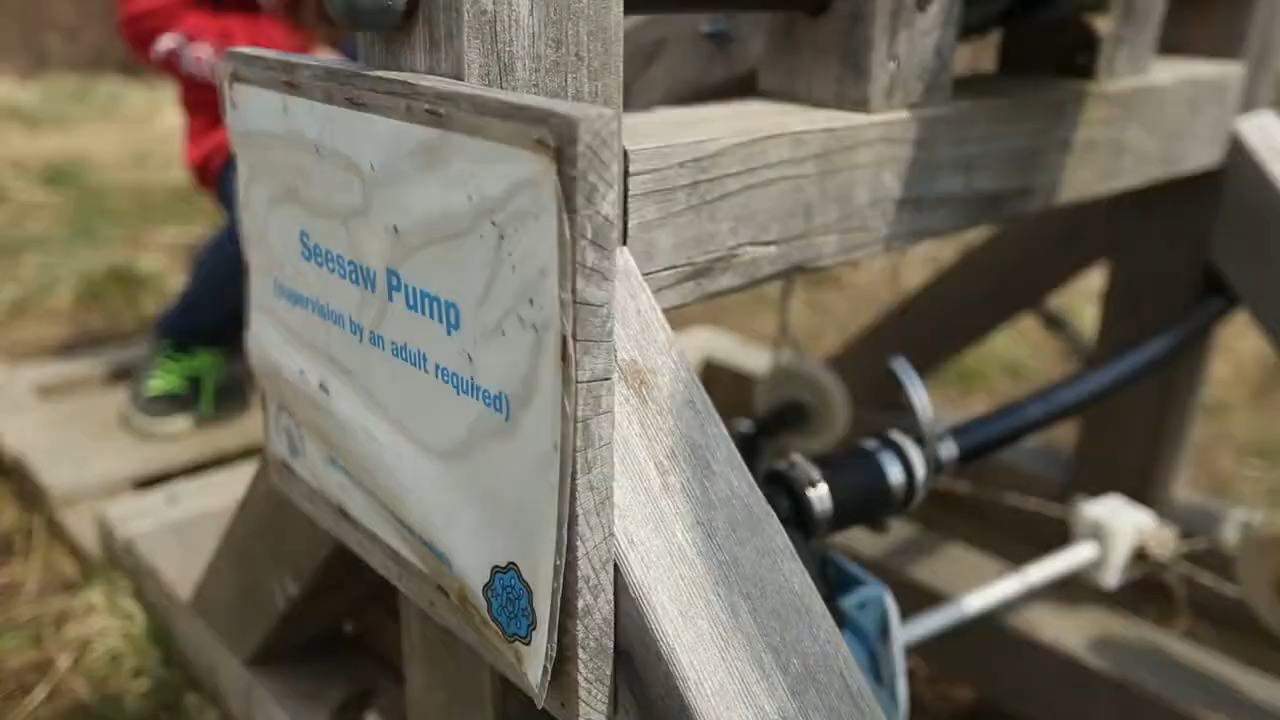 Seesaw Pump
(supervision by an adult required)